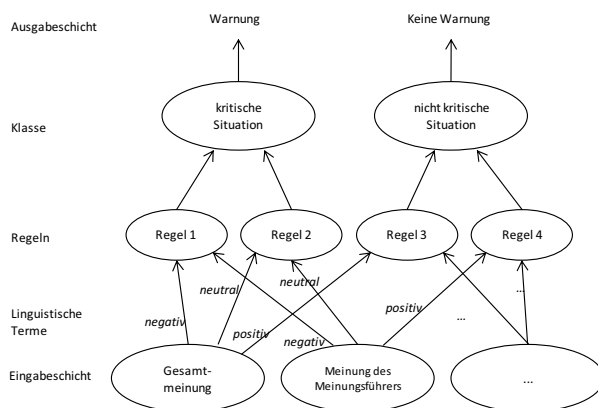 Ausgabeschicht
Warnung
Keine Warnung
Klasse
kritische
Situation
nicht kritische
Situation
Regeln
Regel 1
Regel 2
Regel 3
Regel 4
Linguistische
Terme
negativ
neutral
positiv
neutral
negativ
positiv
...
...
Eingabeschicht
Gesamt-
meinung
Meinung des
Meinungsführers
...